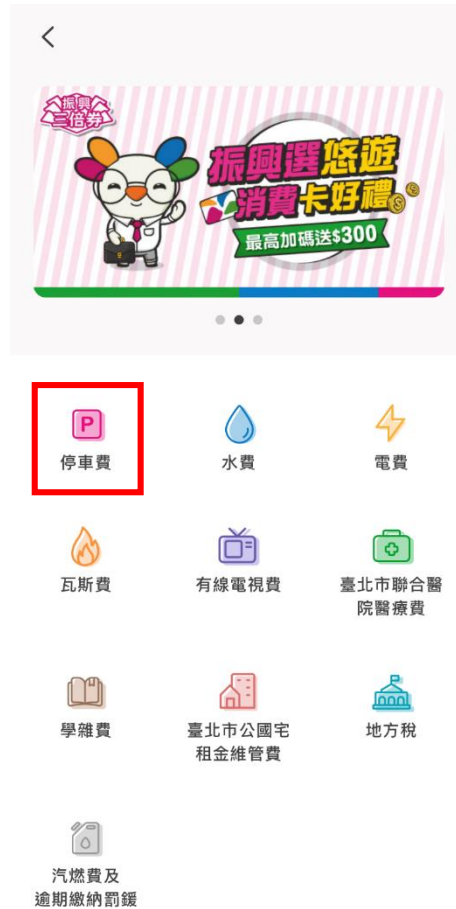 振興
三倍券
振興選悠遊
消費卡好禮
最高加碼送$300
P
停車費
水費
電費
瓦斯費
有線電視費
臺北市聯合醫
院醫療費
學雜費
臺北市公國宅
租金維管費
地方稅
汽燃費及
逾期繳納罰鍰